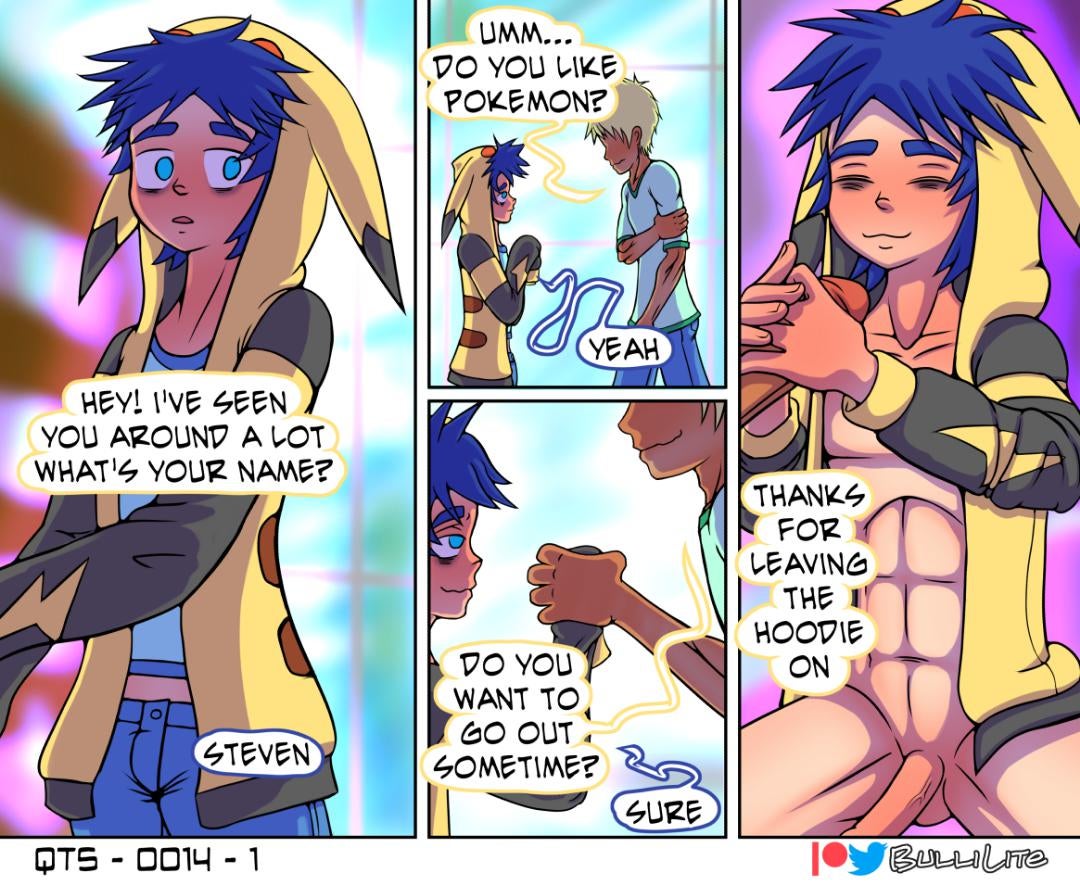 HEY! I'VE SEEN
YOU AROUND A LOT
WHAT'S YOUR NAME?
STEVEN
UMM...
DO YOU LIKE
POKEMON?
YEAH
DO YOU
WANT TO
GO OUT
SOMETIME?
SURE
THANKS
FOR
LEAVING
THE
HOODIE
ON
QTS - 0014 - 1
BULLILITE